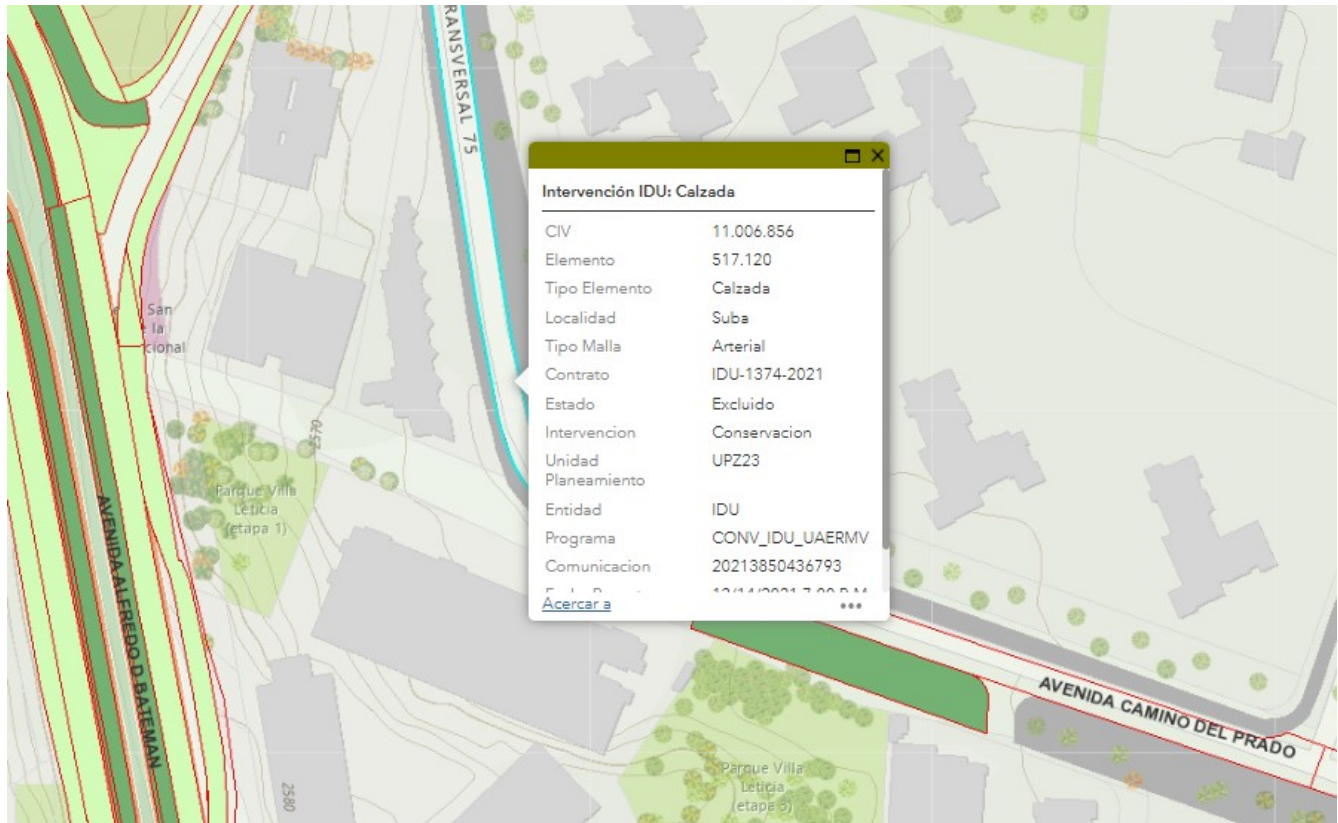 RANSVERSAL 75
Intervención IDU: Calzada
CIV 11.006.856
Elemento 517.120
Tipo Elemento Calzada
Localidad Suba
Tipo Malla Arterial
Contrato IDU-1374-2021
Estado Excluido
Intervencion Conservacion
Unidad UPZ23
Planeamiento
Entidad IDU
Programa CONV_IDU_UAERMV
Comunicacion 20213850436793
Acercar a
San
la
cional
2570
Parque Villa
Leticia
(etapa 1)
AVENIDA ALFREDO D BATEMAN
AVENIDA CAMINO DEL PRADO
Parque Villa
Leticia
(etapa 3)
2580